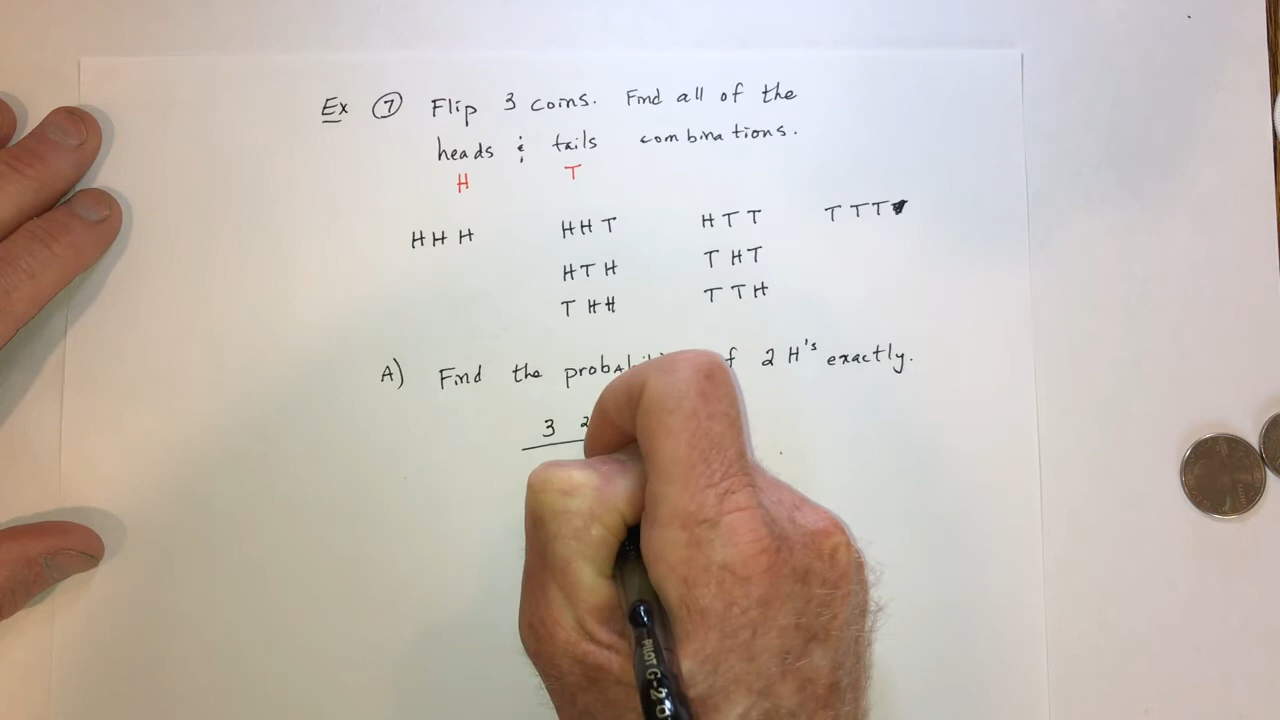 Ex 7 Flip 3 coins. Find all of the
heads & tails combinations.
H T
HHH HHT HTT TTT
HTH THT
THH TTH
A) Find the 2 H's exactly.
3
PILOT G-2